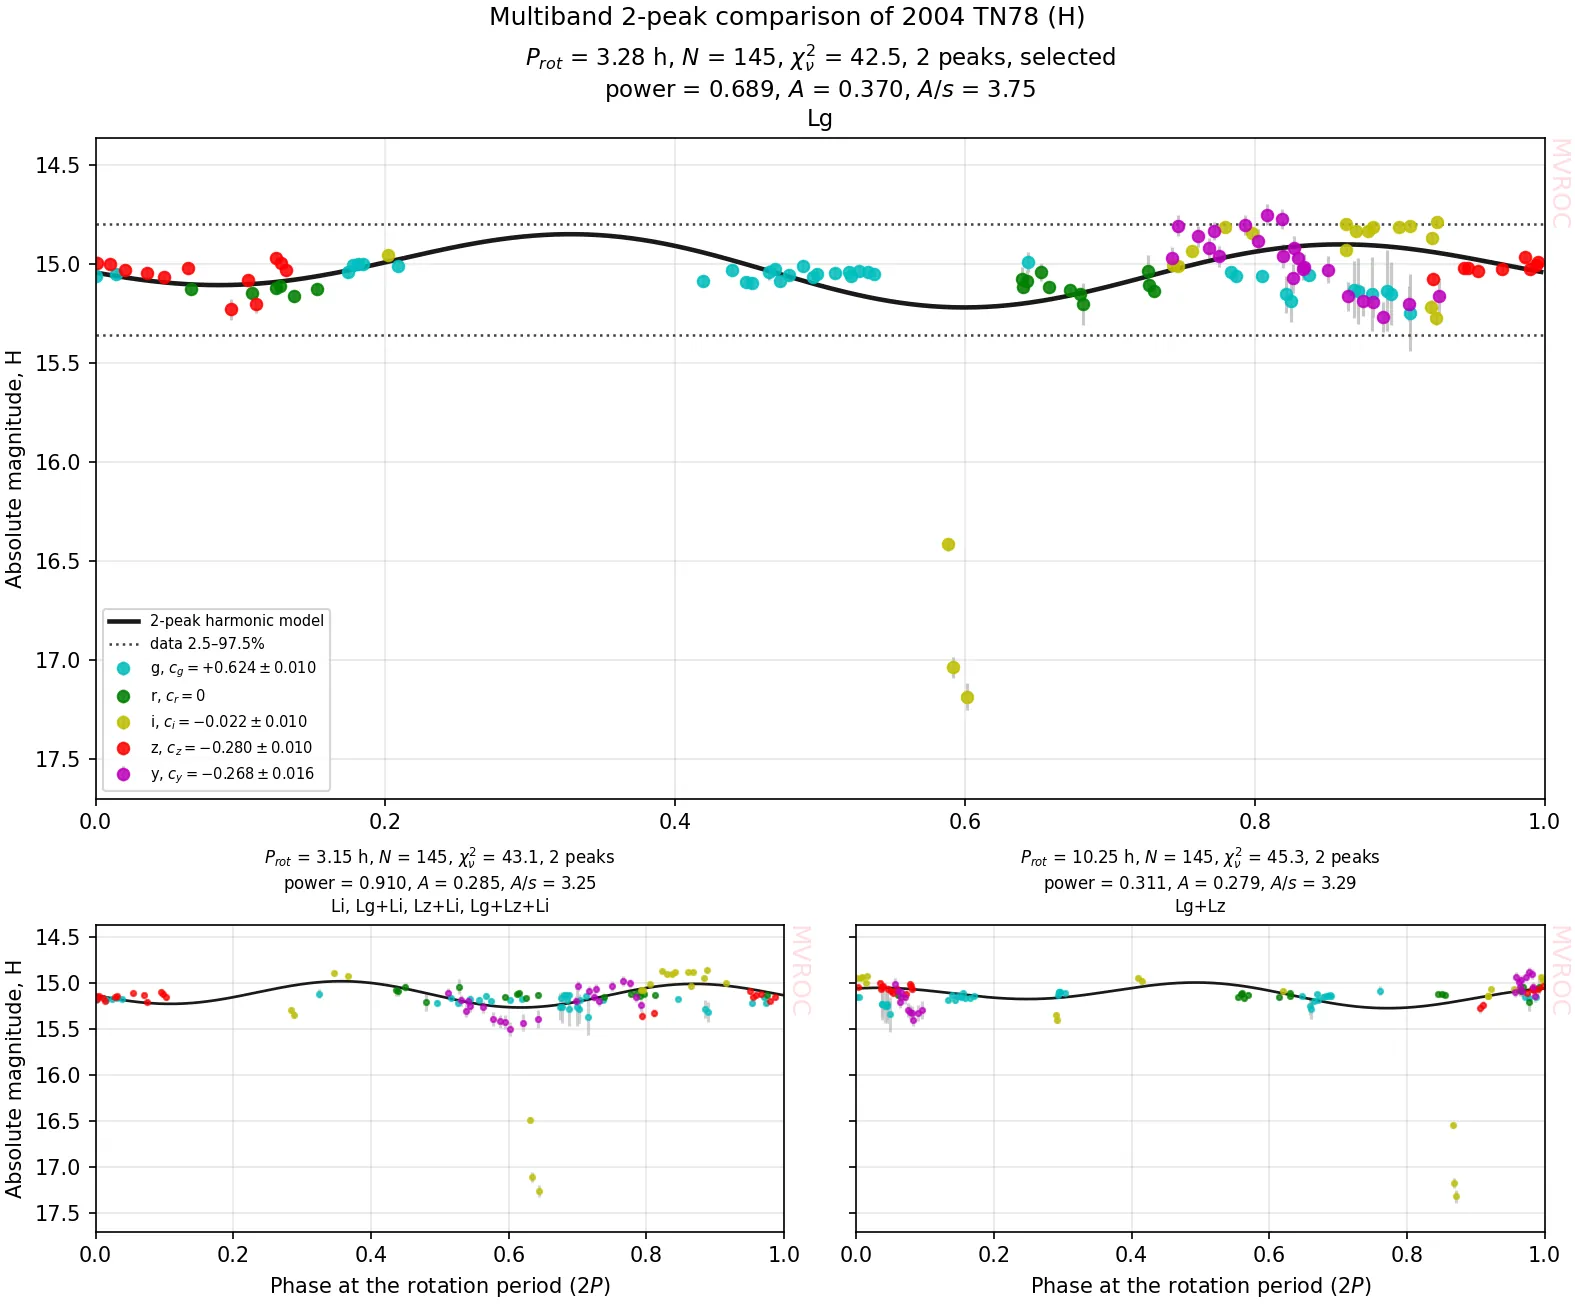 Multiband 2-peak comparison of 2004 TN78 (H)
P_rot = 3.28 h, N = 145, χ²_ν = 42.5, 2 peaks, selected
power = 0.689, A = 0.370, A/s = 3.75
Lg
MVROC
Absolute magnitude, H
14.5
15.0
15.5
16.0
16.5
17.0
17.5
2-peak harmonic model
data 2.5–97.5%
g, c_g = +0.624 ± 0.010
r, c_r = 0
i, c_i = −0.022 ± 0.010
z, c_z = −0.280 ± 0.010
y, c_y = −0.268 ± 0.016
0.0 0.2 0.4 0.6 0.8 1.0
P_rot = 3.15 h, N = 145, χ²_ν = 43.1, 2 peaks
power = 0.910, A = 0.285, A/s = 3.25
Li, Lg+Li, Lz+Li, Lg+Lz+Li
MVROC
Absolute magnitude, H
14.5
15.0
15.5
16.0
16.5
17.0
17.5
0.0 0.2 0.4 0.6 0.8 1.0
Phase at the rotation period (2P)
P_rot = 10.25 h, N = 145, χ²_ν = 45.3, 2 peaks
power = 0.311, A = 0.279, A/s = 3.29
Lg+Lz
MVROC
0.0 0.2 0.4 0.6 0.8 1.0
Phase at the rotation period (2P)